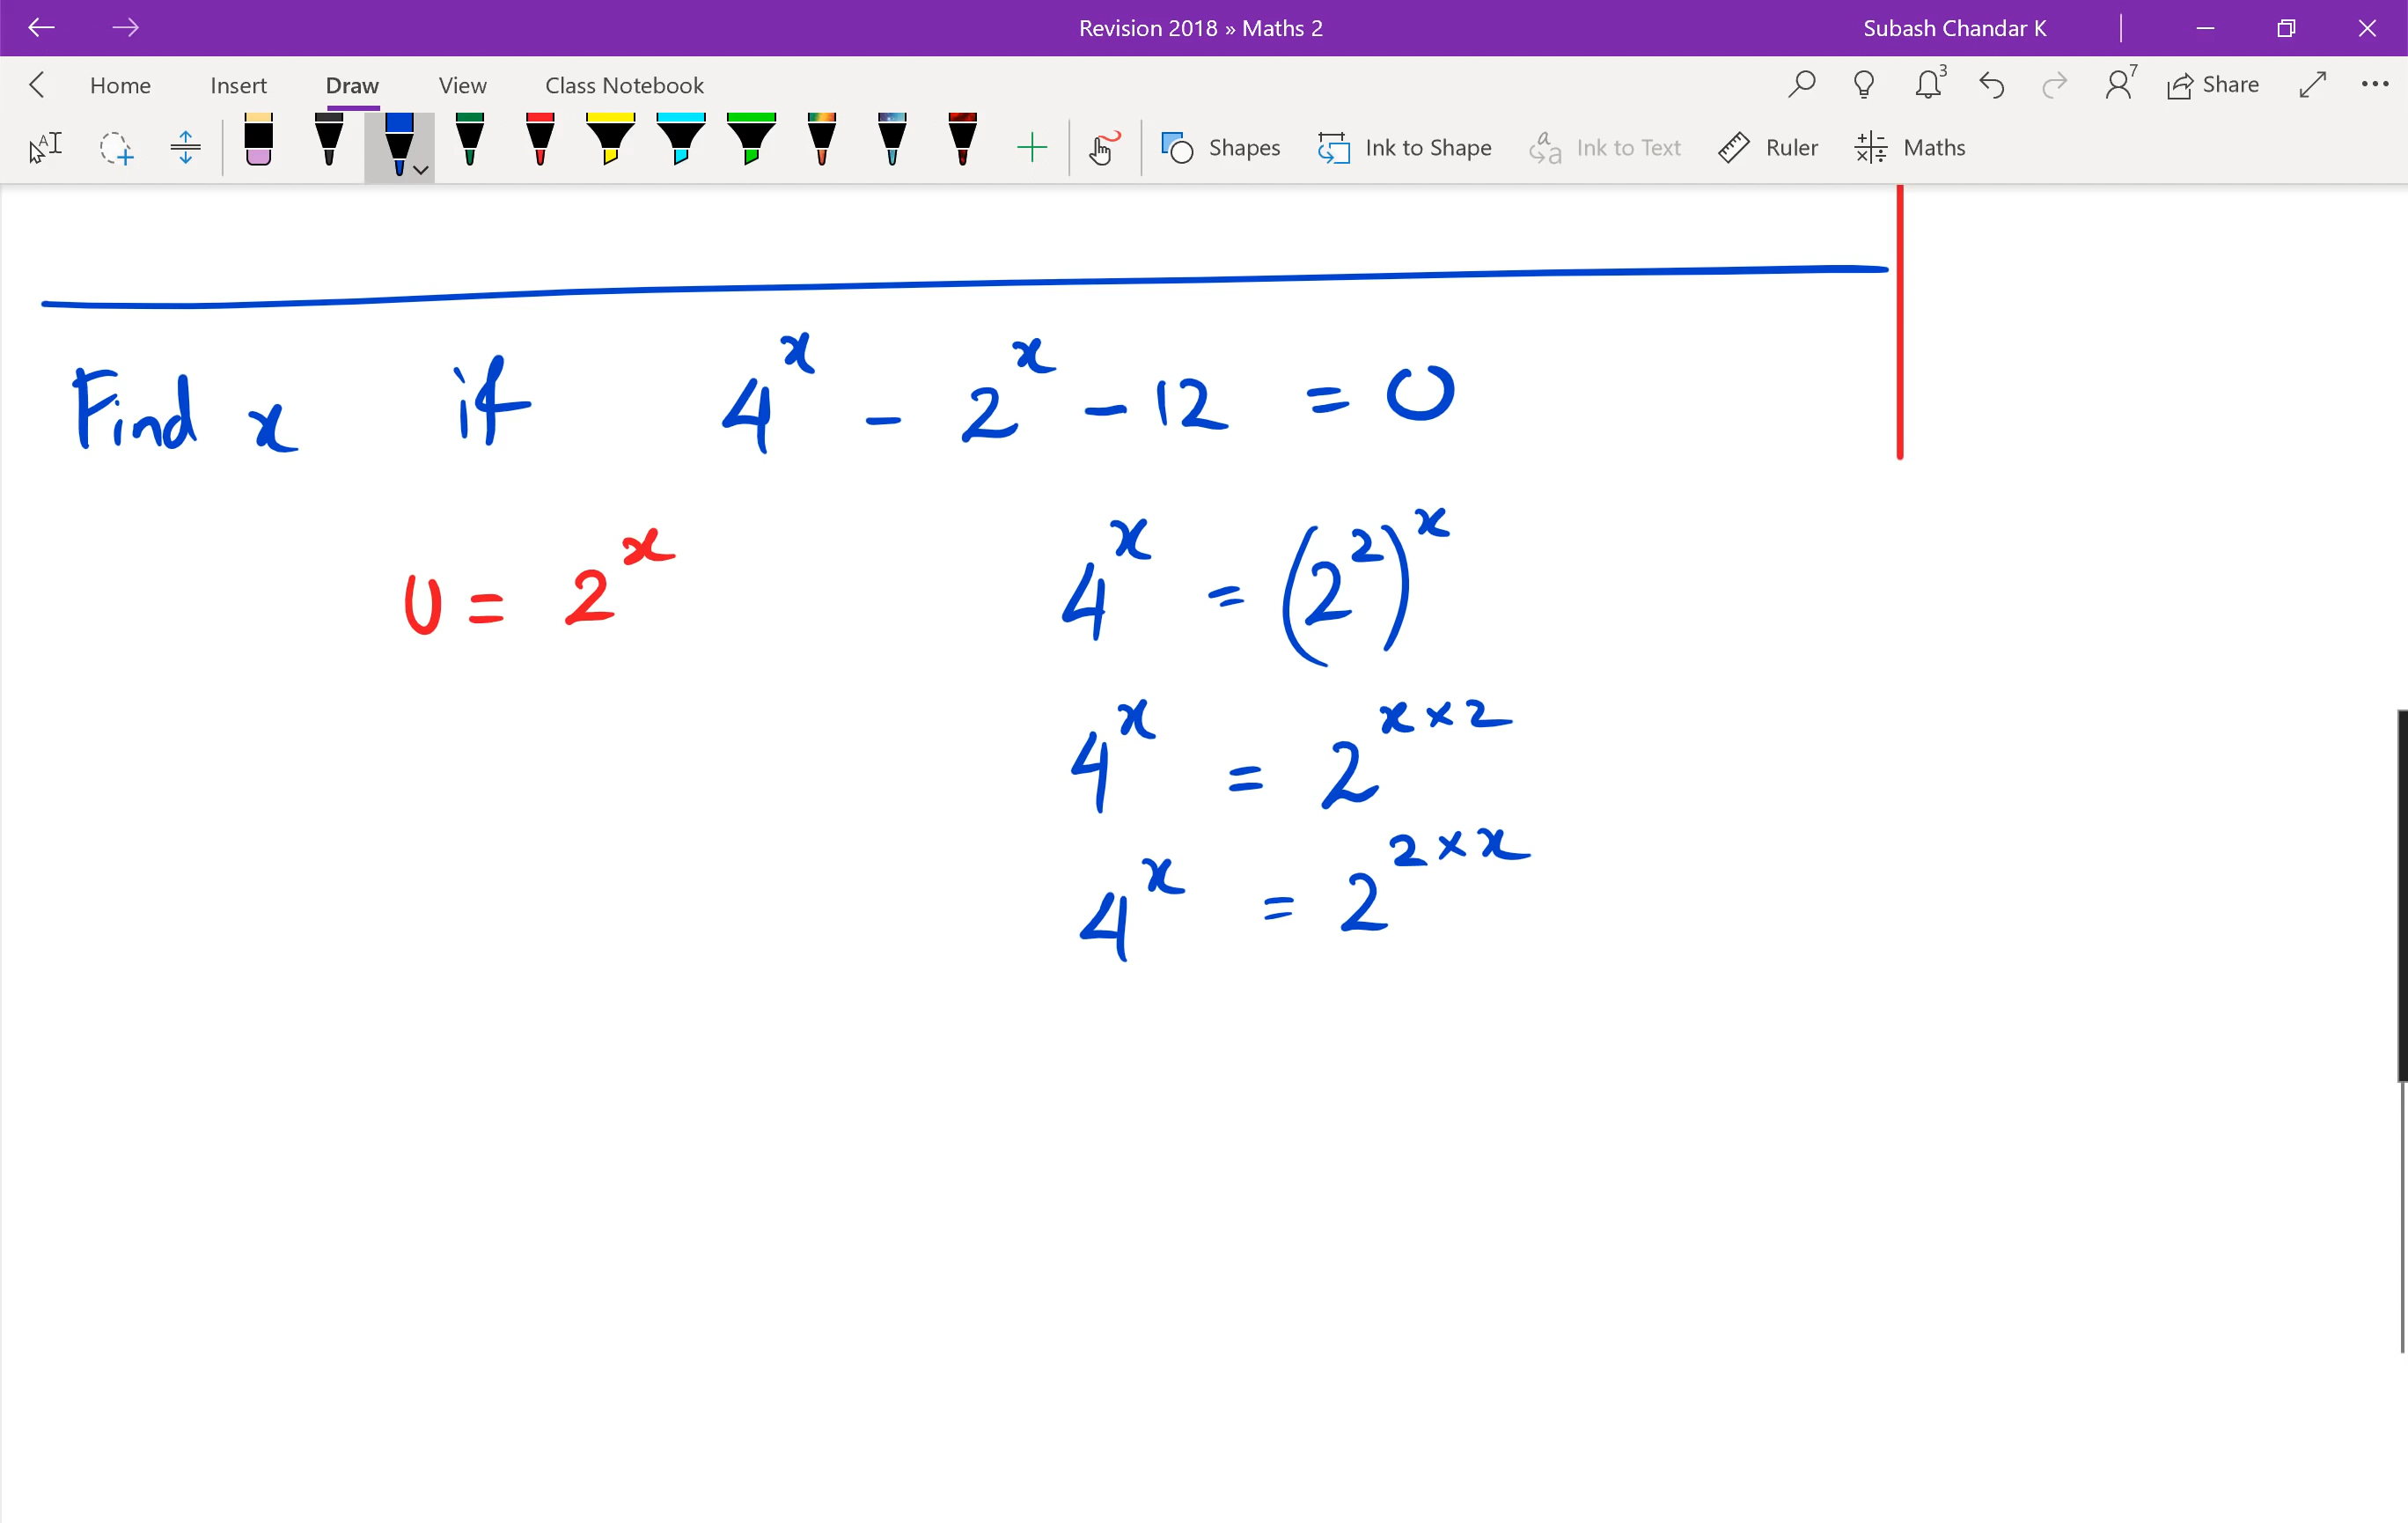 Revision 2018 » Maths 2 Subash Chandar K
Home Insert Draw View Class Notebook 3 7 Share
Shapes Ink to Shape Ink to Text Ruler Maths
Find x if 4^x - 2^x - 12 = 0
U = 2^x 4^x = (2^2)^x
4^x = 2^x×2
4^x = 2^2×x